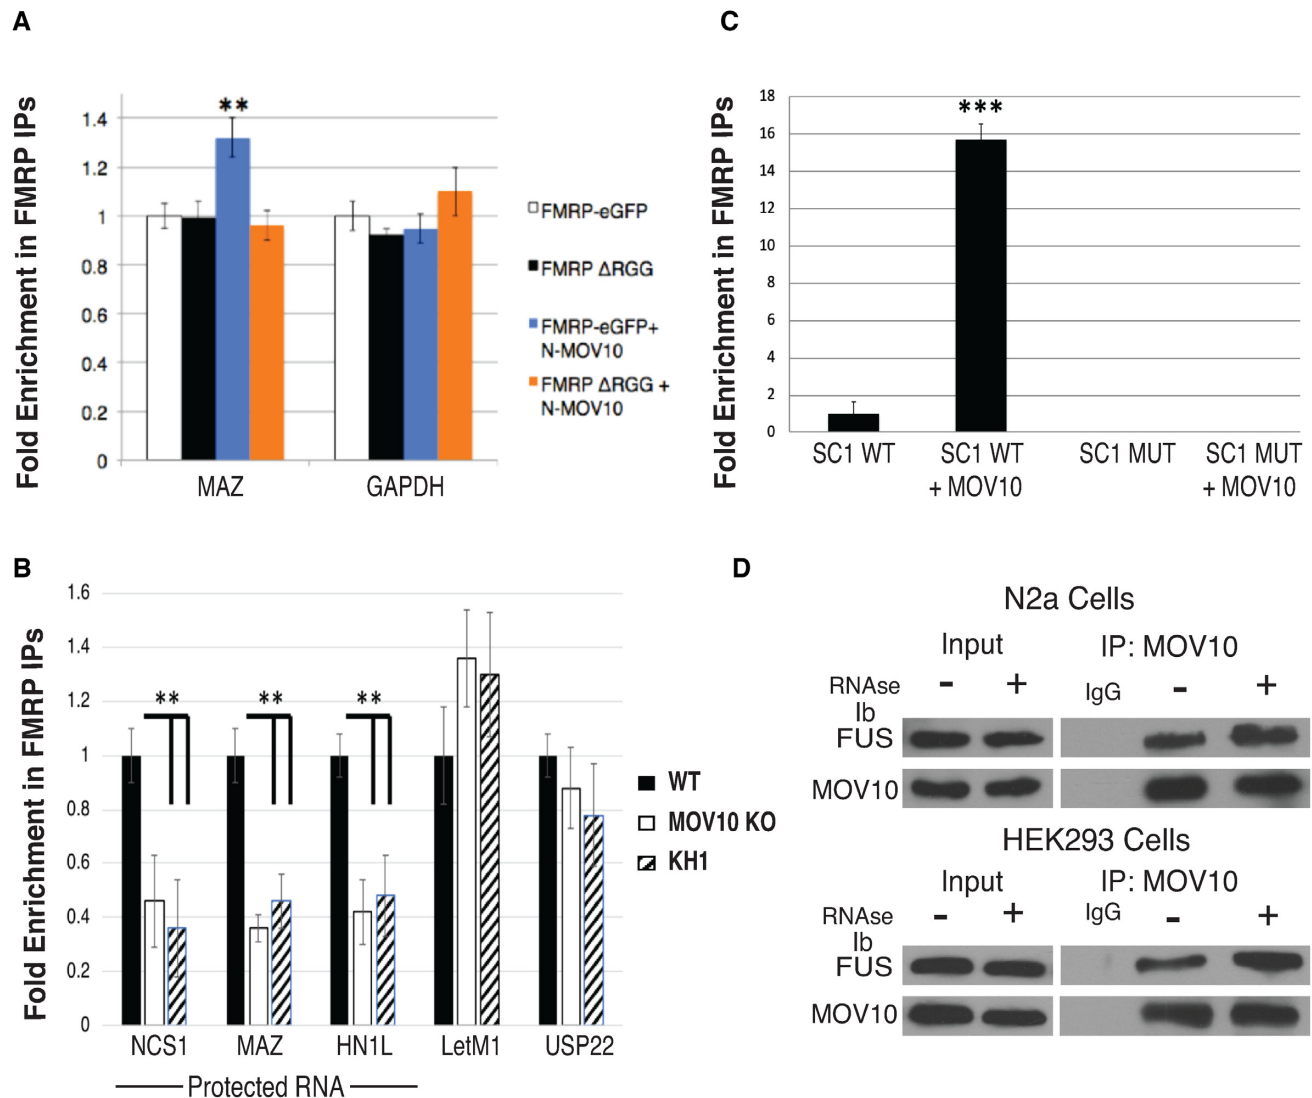 A
Fold Enrichment in FMRP IPs
1.4
1.2
1
0.8
0.6
0.4
0.2
0
**
MAZ
GAPDH
FMRP-eGFP
FMRP ΔRGG
FMRP-eGFP+
N-MOV10
FMRP ΔRGG +
N-MOV10
C
Fold Enrichment in FMRP IPs
18
16
14
12
10
8
6
4
2
0
***
SC1 WT
SC1 WT
+ MOV10
SC1 MUT
SC1 MUT
+ MOV10
B
Fold Enrichment in FMRP IPs
1.6
1.4
1.2
1
0.8
0.6
0.4
0.2
0
**
**
**
NCS1
MAZ
HN1L
LetM1
USP22
Protected RNA
WT
MOV10 KO
KH1
D
N2a Cells
Input
IP: MOV10
RNAse
Ib
- +
IgG - +
FUS
MOV10
HEK293 Cells
Input
IP: MOV10
RNAse
Ib
- +
IgG - +
FUS
MOV10